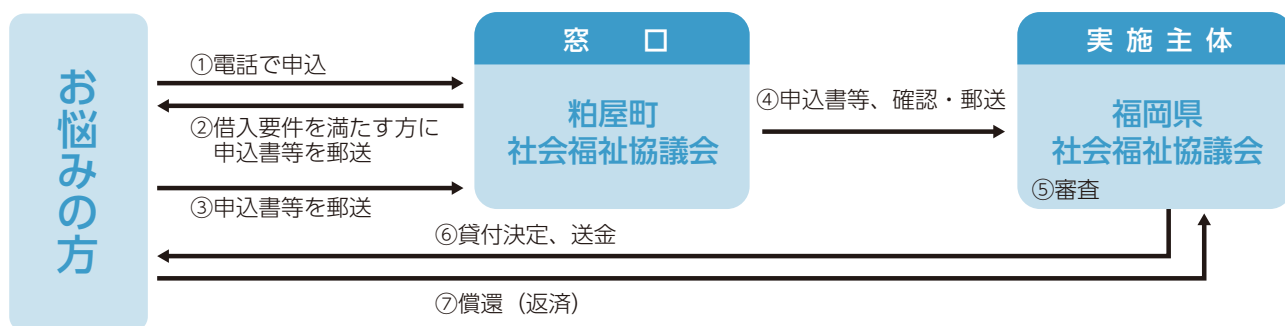 お悩みの方
①電話で申込
②借入要件を満たす方に
申込書等を郵送
③申込書等を郵送
窓 口
粕屋町
社会福祉協議会
④申込書等、確認・郵送
実施主体
福岡県
社会福祉協議会
⑤審査
⑥貸付決定、送金
⑦償還（返済）